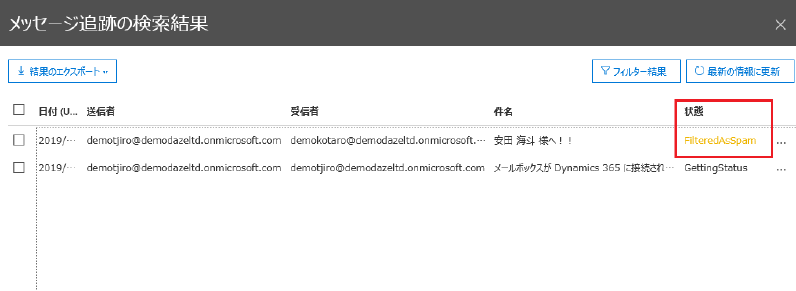 メッセージ追跡の検索結果
結果のエクスポート
フィルター結果
最新の情報に更新
日付 (U... 送信者 受信者 件名 状態
2019/... demotjiro@demodazeltd.onmicrosoft.com demokotaro@demodazeltd.onmicrosoft.... 安田 海斗 様へ!! FilteredAsSpam ...
2019/... demotjiro@demodazeltd.onmicrosoft.com demotjiro@demodazeltd.onmicrosoft.com メールボックスが Dynamics 365 に接続され... GettingStatus ...